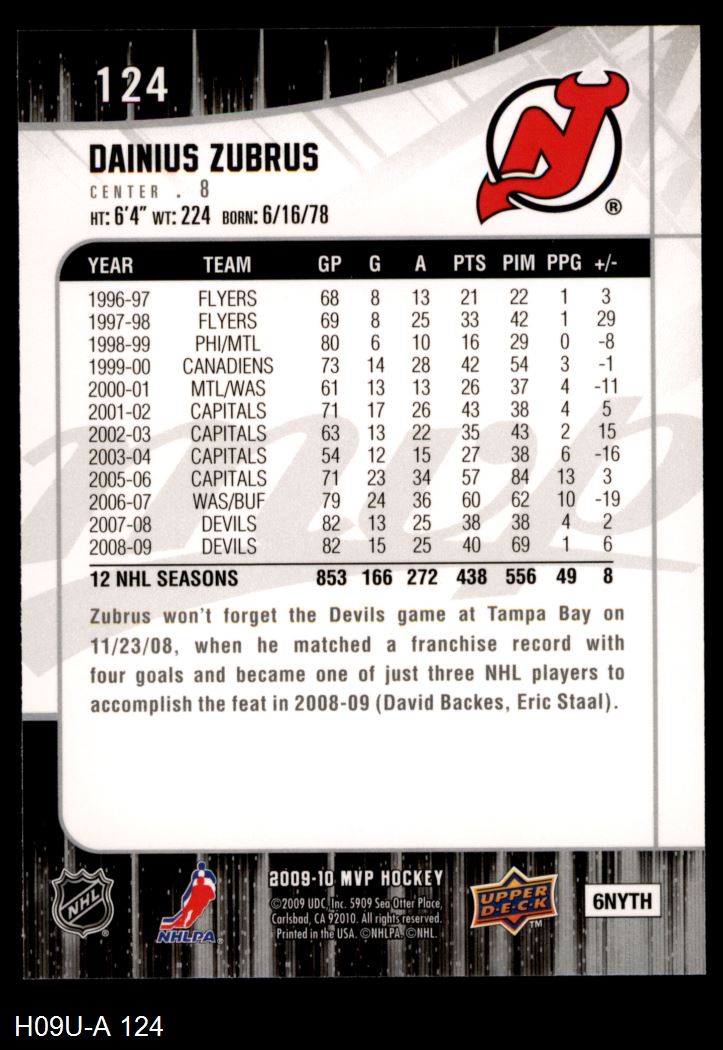 124
DAINIUS ZUBRUS
CENTER . 8
HT: 6'4" WT: 224 BORN: 6/16/78
YEAR TEAM GP G A PTS PIM PPG +/-
1996-97 FLYERS 68 8 13 21 22 1 3
1997-98 FLYERS 69 8 25 33 42 1 29
1998-99 PHI/MTL 80 6 10 16 29 0 -8
1999-00 CANADIENS 73 14 28 42 54 3 -1
2000-01 MTL/WAS 61 13 13 26 37 4 -11
2001-02 CAPITALS 71 17 26 43 38 4 5
2002-03 CAPITALS 63 13 22 35 43 2 15
2003-04 CAPITALS 54 12 15 27 38 6 -16
2005-06 CAPITALS 71 23 34 57 84 13 3
2006-07 WAS/BUF 79 24 36 60 62 10 -19
2007-08 DEVILS 82 13 25 38 38 4 2
2008-09 DEVILS 82 15 25 40 69 1 6
12 NHL SEASONS 853 166 272 438 556 49 8
mvp
Zubrus won't forget the Devils game at Tampa Bay on
11/23/08, when he matched a franchise record with
four goals and became one of just three NHL players to
accomplish the feat in 2008-09 (David Backes, Eric Staal).
NHL
NHLPA
2009-10 MVP HOCKEY
©2009 UDC, Inc. 5909 Sea Otter Place,
Carlsbad, CA 92010. All rights reserved.
Printed in the USA. ©NHLPA. ©NHL.
UPPER
DECK
TM
6NYTH
H09U-A 124